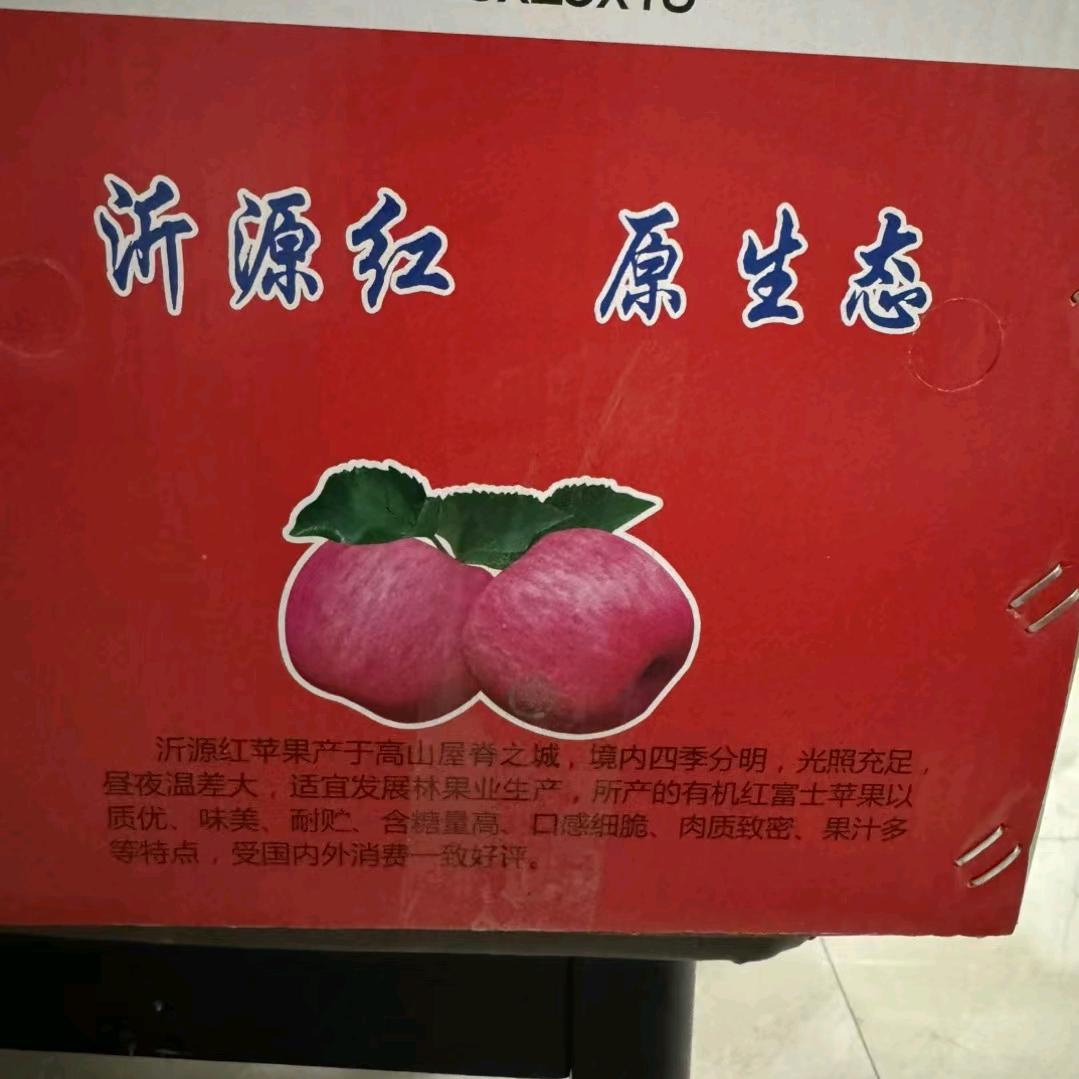 沂源红 原生态
沂源红苹果产于高山屋脊之城，境内四季分明，光照充足，
昼夜温差大，适宜发展林果业生产，所产的有机红富士苹果以
质优、味美、耐贮、含糖量高、口感细脆、肉质致密、果汁多
等特点，受国内外消费一致好评。